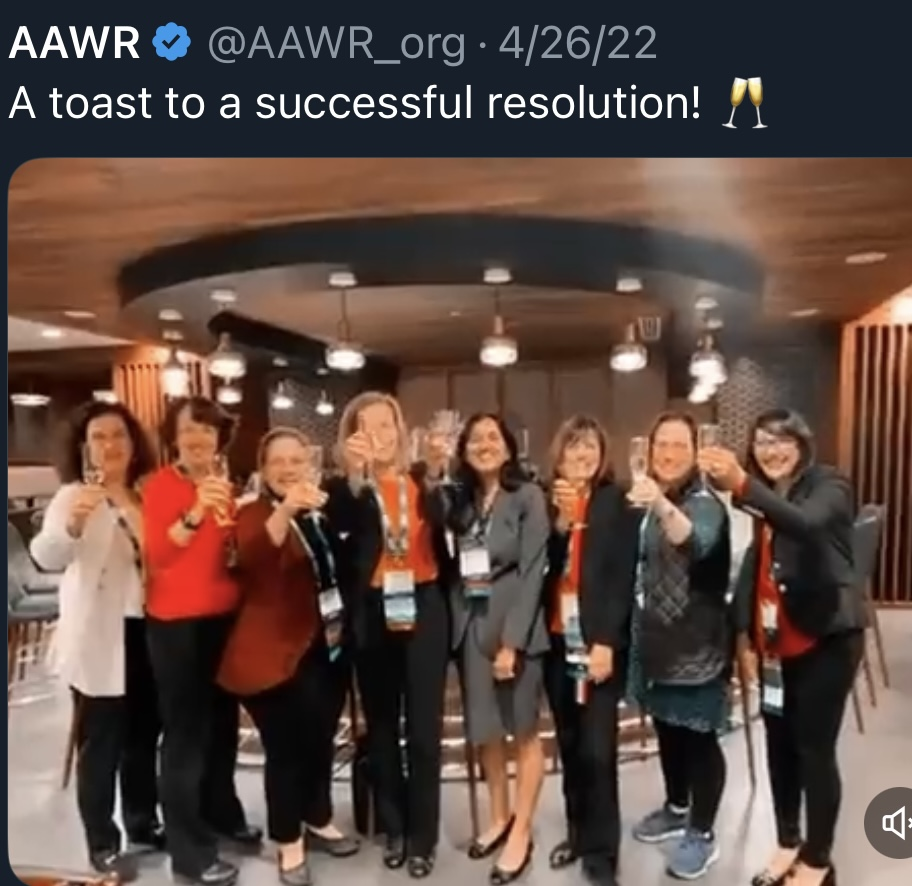 AAWR @AAWR_org · 4/26/22
A toast to a successful resolution! 🥂